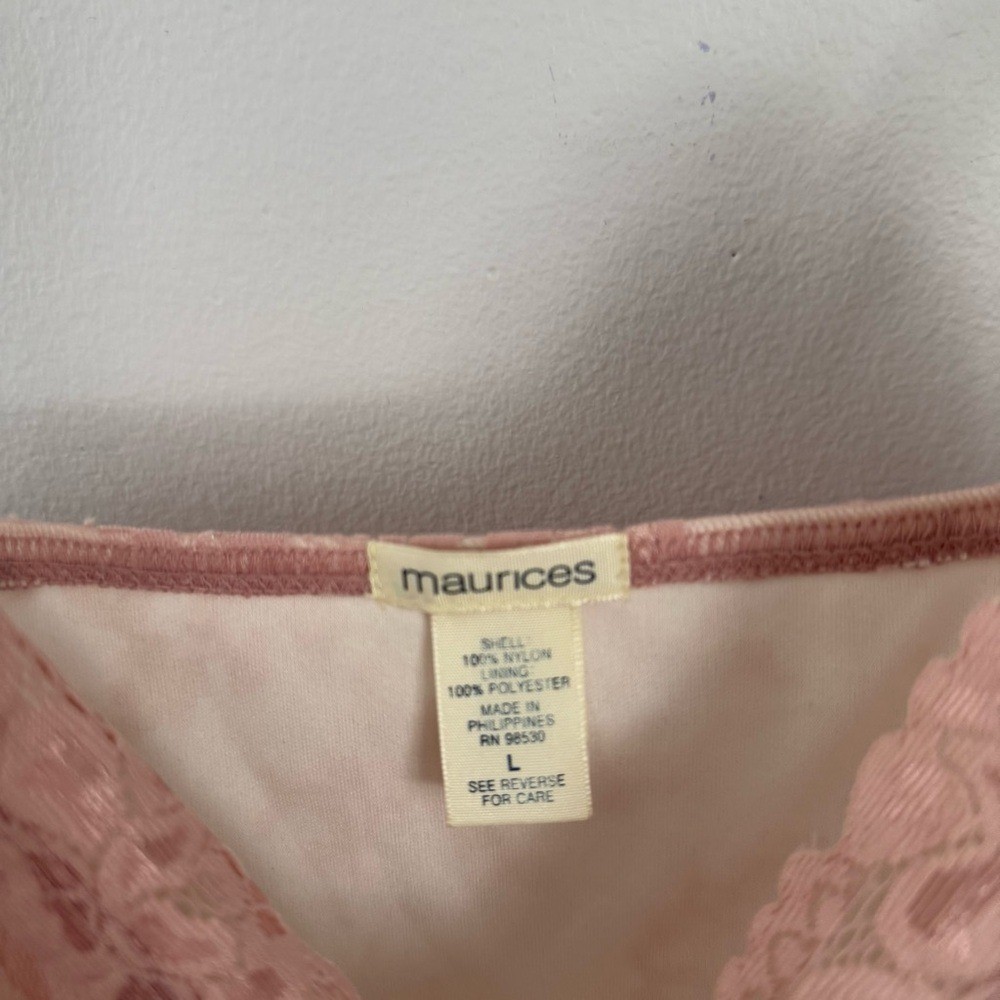 maurices
SHELL:
100% NYLON
LINING:
100% POLYESTER
MADE IN
PHILIPPINES
RN 98530
L
SEE REVERSE
FOR CARE